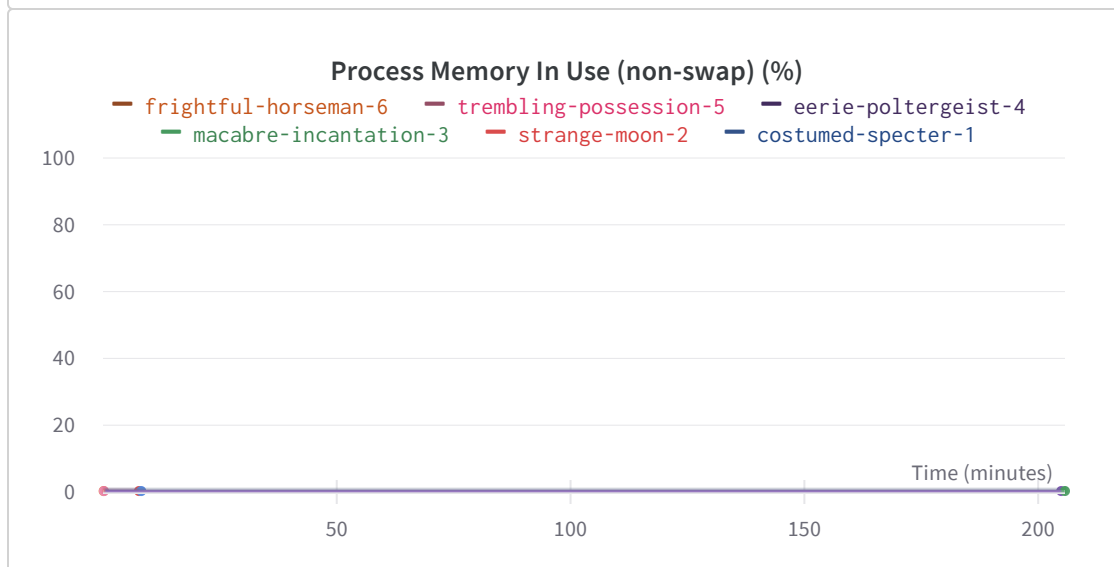 Process Memory In Use (non-swap) (%)
frightful-horseman-6 trembling-possession-5 eerie-poltergeist-4
macabre-incantation-3 strange-moon-2 costumed-specter-1
100
80
60
40
20
Time (minutes)
0
50 100 150 200